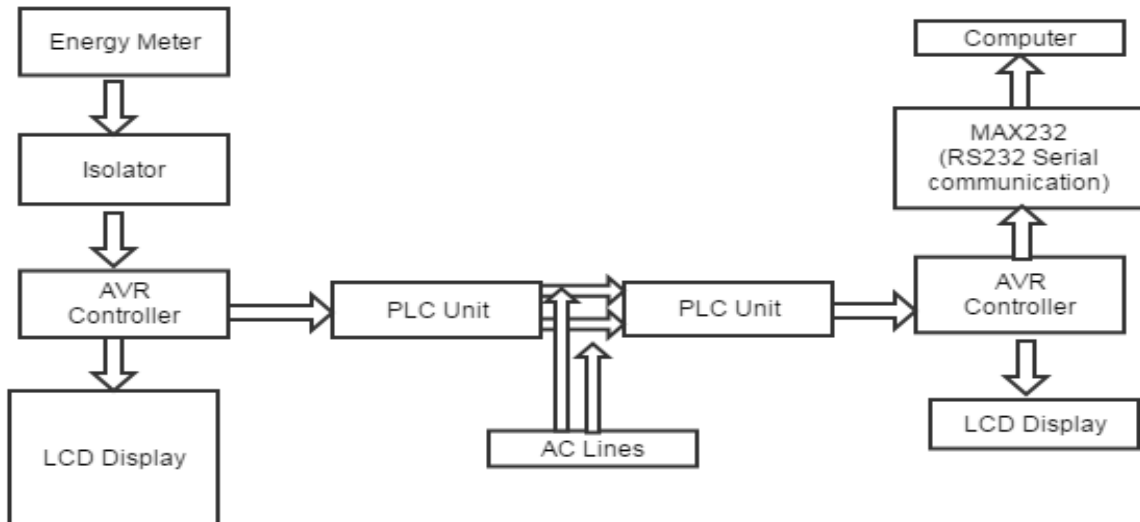 Energy Meter
Isolator
AVR
Controller
LCD Display
PLC Unit
AC Lines
PLC Unit
Computer
MAX232
(RS232 Serial
communication)
AVR
Controller
LCD Display